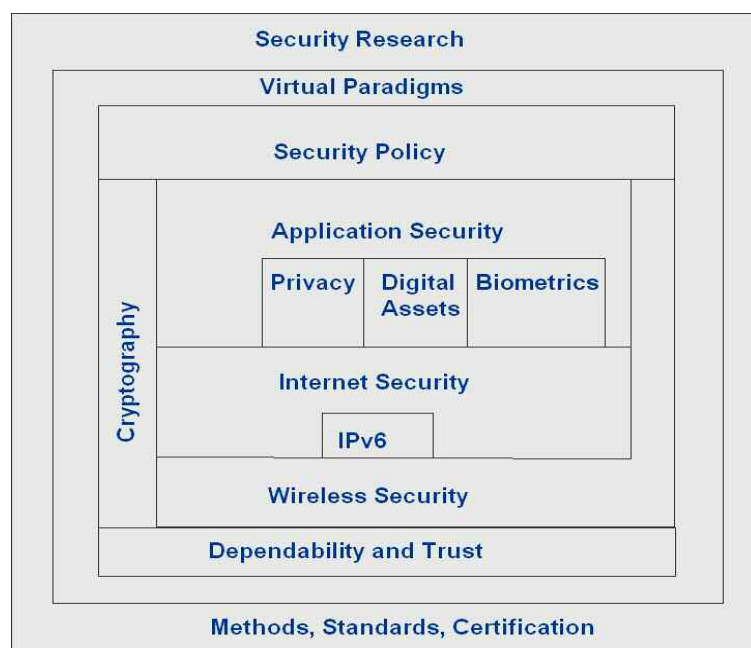 Security Research
Virtual Paradigms
Security Policy
Application Security
Privacy
Digital
Assets
Biometrics
Cryptography
Internet Security
IPv6
Wireless Security
Dependability and Trust
Methods, Standards, Certification